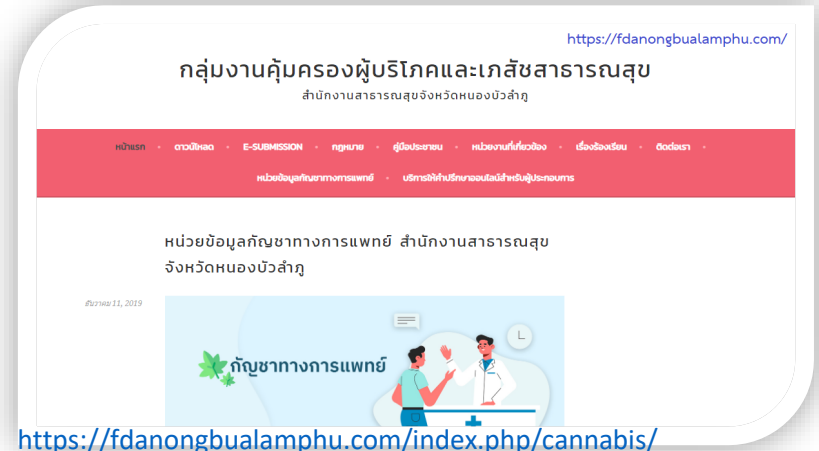 https://fdanongbualamphu.com/
กลุ่มงานคุ้มครองผู้บริโภคและเภสัชสาธารณสุข
สำนักงานสาธารณสุขจังหวัดหนองบัวลำภู
หน้าแรก • ดาวน์โหลด • E-SUBMISSION • กฎหมาย • คู่มือประชาชน • หน่วยงานที่เกี่ยวข้อง • เรื่องร้องเรียน • ติดต่อเรา •
หน่วยข้อมูลกัญชาทางการแพทย์ • บริการให้คำปรึกษาออนไลน์สำหรับผู้ประกอบการ
หน่วยข้อมูลกัญชาทางการแพทย์ สำนักงานสาธารณสุข
จังหวัดหนองบัวลำภู
ธันวาคม 11, 2019
กัญชาทางการแพทย์
https://fdanongbualamphu.com/index.php/cannabis/